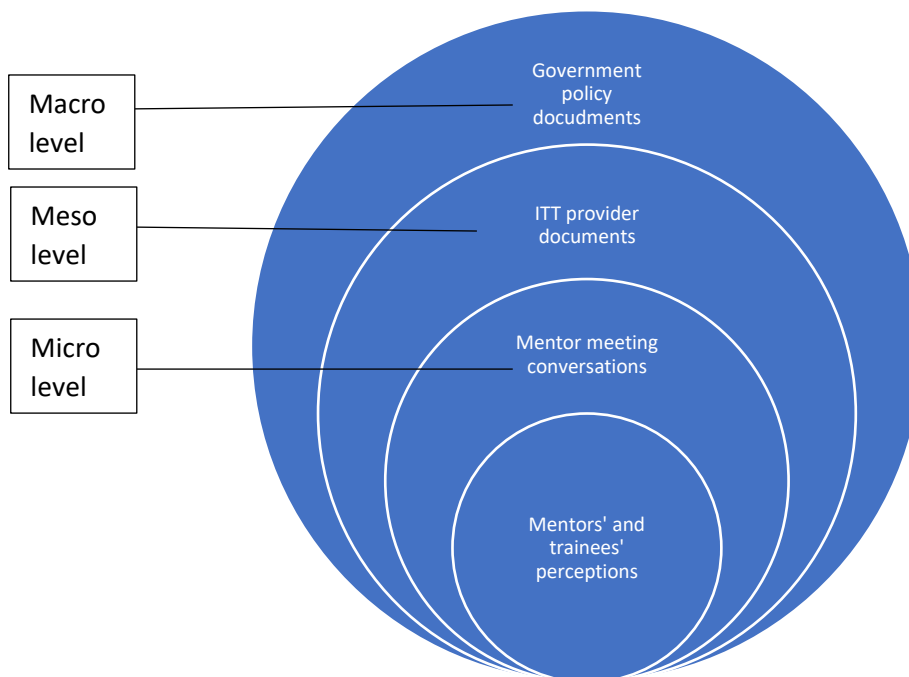 Macro
level
Government
policy
docudments
Meso
level
ITT provider
documents
Micro
level
Mentor meeting
conversations
Mentors' and
trainees'
perceptions